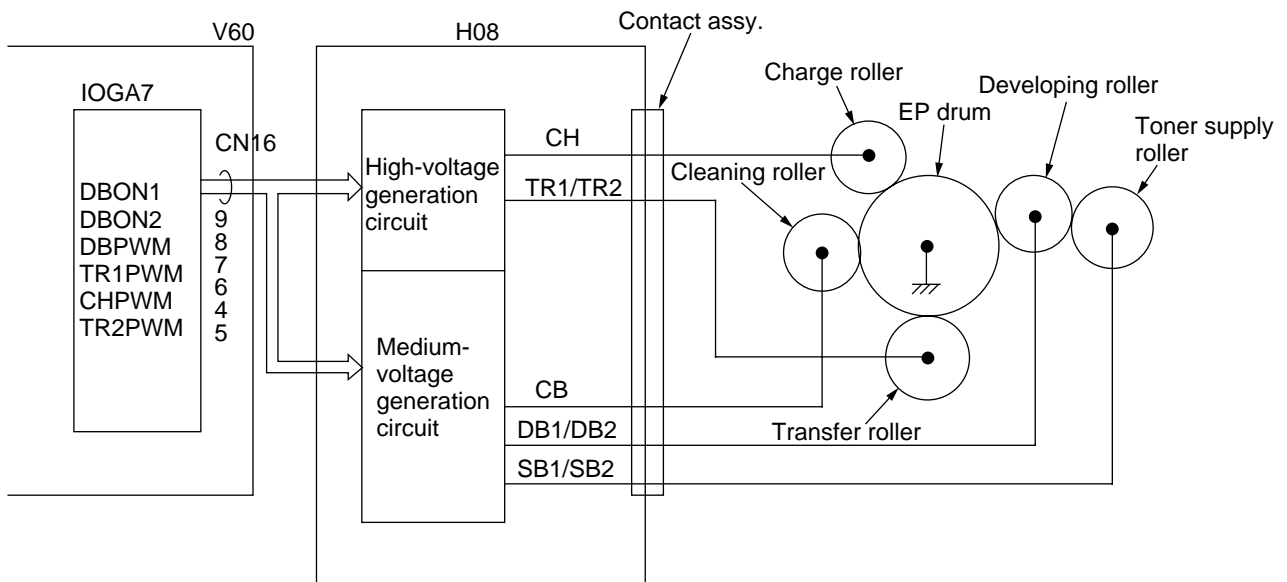 V60
H08
Contact assy.
IOGA7
CN16
DBON1
DBON2
DBPWM
TR1PWM
CHPWM
TR2PWM
9
8
7
6
4
5
High-voltage
generation
circuit
Medium-
voltage
generation
circuit
CH
TR1/TR2
CB
DB1/DB2
SB1/SB2
Charge roller
Cleaning roller
EP drum
Developing roller
Toner supply
roller
Transfer roller